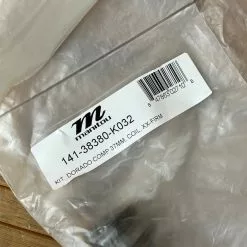 manitou
141-38380-K032
KIT, DORADO COMP 37MM, COIL, XX-FIRM